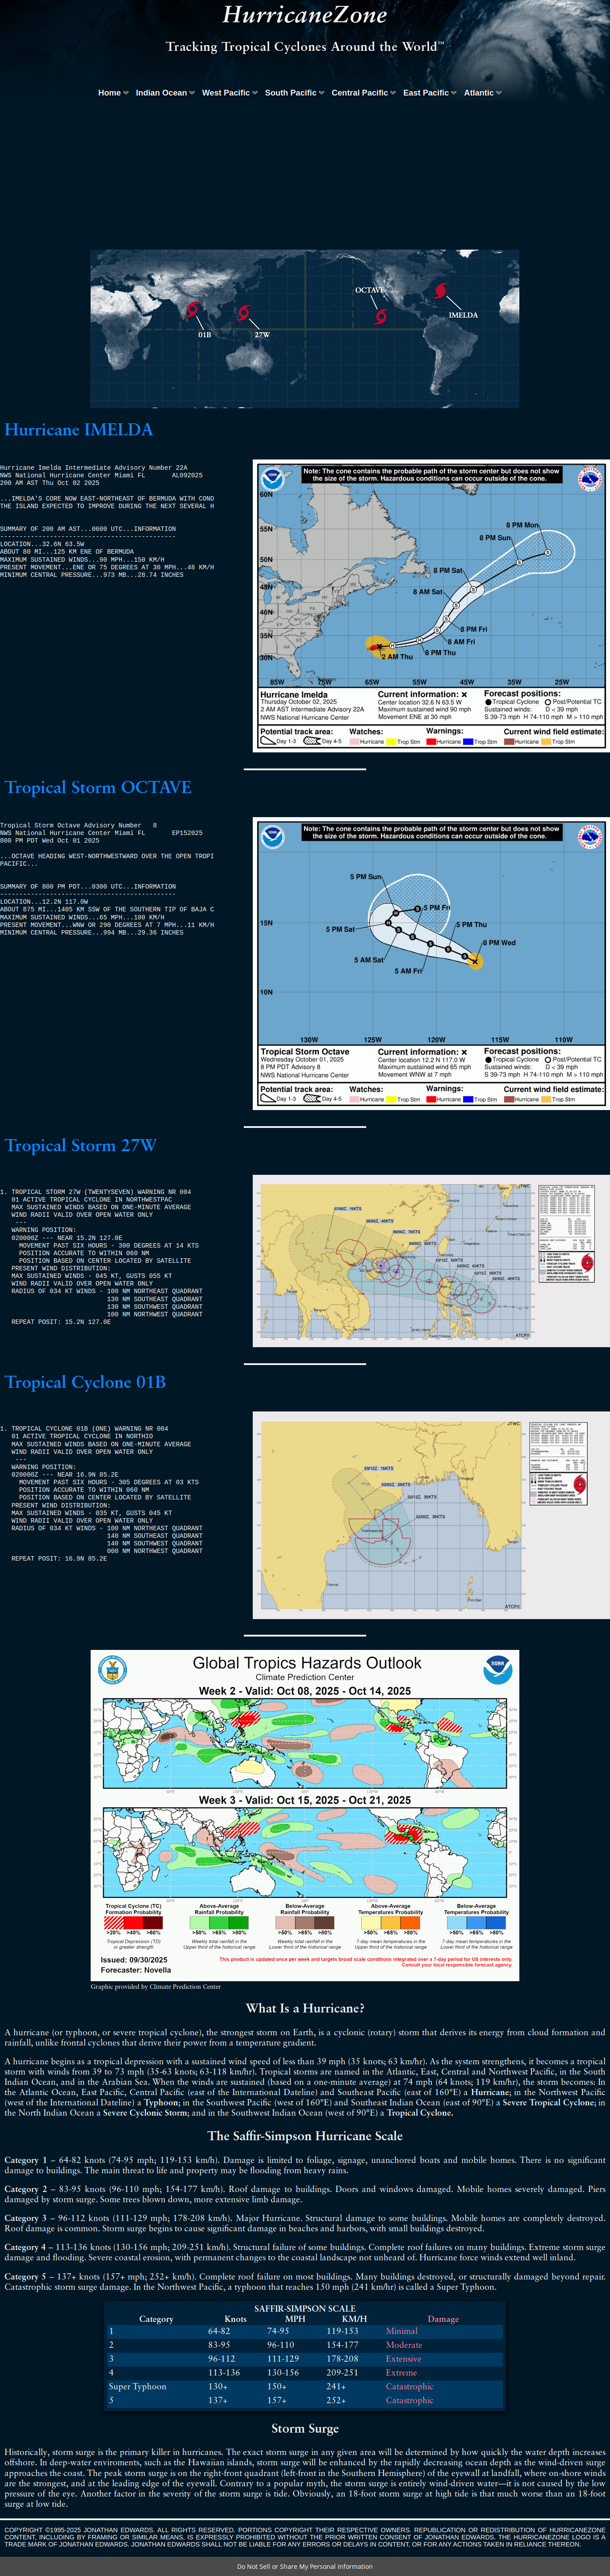 HurricaneZone
Tracking Tropical Cyclones Around the World™
Home Indian Ocean West Pacific South Pacific Central Pacific East Pacific Atlantic
OCTAVE
IMELDA
01B
27W
Hurricane IMELDA
Hurricane Imelda Intermediate Advisory Number 22A
NWS National Hurricane Center Miami FL AL092025
200 AM AST Thu Oct 02 2025
...IMELDA'S CORE NOW EAST-NORTHEAST OF BERMUDA WITH COND
THE ISLAND EXPECTED TO IMPROVE DURING THE NEXT SEVERAL H
SUMMARY OF 200 AM AST...0600 UTC...INFORMATION
----------------------------------------------
LOCATION...32.6N 63.5W
ABOUT 80 MI...125 KM ENE OF BERMUDA
MAXIMUM SUSTAINED WINDS...90 MPH...150 KM/H
PRESENT MOVEMENT...ENE OR 75 DEGREES AT 30 MPH...48 KM/H
MINIMUM CENTRAL PRESSURE...973 MB...28.74 INCHES
Note: The cone contains the probable path of the storm center but does not show
the size of the storm. Hazardous conditions can occur outside of the cone.
60N
55N
50N
45N
40N
35N
30N
8 PM Mon
8 PM Sun
8 PM Sat
8 AM Sat
8 PM Fri
8 AM Fri
8 PM Thu
2 AM Thu
85W 75W 65W 55W 45W 35W 25W
Hurricane Imelda
Thursday October 02, 2025
2 AM AST Intermediate Advisory 22A
NWS National Hurricane Center
Current information: x
Center location 32.6 N 63.5 W
Maximum sustained wind 90 mph
Movement ENE at 30 mph
Forecast positions:
Tropical Cyclone Post/Potential TC
Sustained winds: D < 39 mph
S 39-73 mph H 74-110 mph M > 110 mph
Potential track area: Watches: Warnings: Current wind field estimate:
Day 1-3 Day 4-5 Hurricane Trop Stm Hurricane Trop Stm Hurricane Trop Stm
Tropical Storm OCTAVE
Tropical Storm Octave Advisory Number 8
NWS National Hurricane Center Miami FL EP152025
800 PM PDT Wed Oct 01 2025
...OCTAVE HEADING WEST-NORTHWESTWARD OVER THE OPEN TROPI
PACIFIC...
SUMMARY OF 800 PM PDT...0300 UTC...INFORMATION
----------------------------------------------
LOCATION...12.2N 117.0W
ABOUT 875 MI...1405 KM SSW OF THE SOUTHERN TIP OF BAJA C
MAXIMUM SUSTAINED WINDS...65 MPH...100 KM/H
PRESENT MOVEMENT...WNW OR 290 DEGREES AT 7 MPH...11 KM/H
MINIMUM CENTRAL PRESSURE...994 MB...29.36 INCHES
Note: The cone contains the probable path of the storm center but does not show
the size of the storm. Hazardous conditions can occur outside of the cone.
5 PM Sun
5 PM Fri
5 PM Sat
5 PM Thu
8 PM Wed
5 AM Sat
5 AM Fri
15N
10N
130W 125W 120W 115W 110W
Tropical Storm Octave
Wednesday October 01, 2025
8 PM PDT Advisory 8
NWS National Hurricane Center
Current information: x
Center location 12.2 N 117.0 W
Maximum sustained wind 65 mph
Movement WNW at 7 mph
Forecast positions:
Tropical Cyclone Post/Potential TC
Sustained winds: D < 39 mph
S 39-73 mph H 74-110 mph M > 110 mph
Potential track area: Watches: Warnings: Current wind field estimate:
Day 1-3 Day 4-5 Hurricane Trop Stm Hurricane Trop Stm Hurricane Trop Stm
Tropical Storm 27W
1. TROPICAL STORM 27W (TWENTYSEVEN) WARNING NR 004
01 ACTIVE TROPICAL CYCLONE IN NORTHWESTPAC
MAX SUSTAINED WINDS BASED ON ONE-MINUTE AVERAGE
WIND RADII VALID OVER OPEN WATER ONLY
---
WARNING POSITION:
020000Z --- NEAR 15.2N 127.0E
MOVEMENT PAST SIX HOURS - 300 DEGREES AT 14 KTS
POSITION ACCURATE TO WITHIN 060 NM
POSITION BASED ON CENTER LOCATED BY SATELLITE
PRESENT WIND DISTRIBUTION:
MAX SUSTAINED WINDS - 045 KT, GUSTS 055 KT
WIND RADII VALID OVER OPEN WATER ONLY
RADIUS OF 034 KT WINDS - 100 NM NORTHEAST QUADRANT
130 NM SOUTHEAST QUADRANT
130 NM SOUTHWEST QUADRANT
100 NM NORTHWEST QUADRANT
REPEAT POSIT: 15.2N 127.0E
JTWC
ATCF®
Tropical Cyclone 01B
1. TROPICAL CYCLONE 01B (ONE) WARNING NR 004
01 ACTIVE TROPICAL CYCLONE IN NORTHIO
MAX SUSTAINED WINDS BASED ON ONE-MINUTE AVERAGE
WIND RADII VALID OVER OPEN WATER ONLY
---
WARNING POSITION:
020000Z --- NEAR 16.9N 85.2E
MOVEMENT PAST SIX HOURS - 305 DEGREES AT 03 KTS
POSITION ACCURATE TO WITHIN 060 NM
POSITION BASED ON CENTER LOCATED BY SATELLITE
PRESENT WIND DISTRIBUTION:
MAX SUSTAINED WINDS - 035 KT, GUSTS 045 KT
WIND RADII VALID OVER OPEN WATER ONLY
RADIUS OF 034 KT WINDS - 100 NM NORTHEAST QUADRANT
140 NM SOUTHEAST QUADRANT
140 NM SOUTHWEST QUADRANT
000 NM NORTHWEST QUADRANT
REPEAT POSIT: 16.9N 85.2E
JTWC
ATCF®
Global Tropics Hazards Outlook
Climate Prediction Center
Week 2 - Valid: Oct 08, 2025 - Oct 14, 2025
Week 3 - Valid: Oct 15, 2025 - Oct 21, 2025
Tropical Cyclone (TC) Formation Probability
>20% >40% >60%
Tropical Depression (TD) or greater strength
Above-Average Rainfall Probability
>50% >65% >80%
Weekly total rainfall in the Upper third of the historical range
Below-Average Rainfall Probability
>50% >65% >80%
Weekly total rainfall in the Lower third of the historical range
Above-Average Temperatures Probability
>50% >65% >80%
7-day mean temperatures in the Upper third of the historical range
Below-Average Temperatures Probability
>50% >65% >80%
7-day mean temperatures in the Lower third of the historical range
Issued: 09/30/2025
Forecaster: Novella
This product is updated once per week and targets broad scale conditions integrated over a 7-day period for US interests only.
Consult your local responsible forecast agency.
Graphic provided by Climate Prediction Center
What Is a Hurricane?
A hurricane (or typhoon, or severe tropical cyclone), the strongest storm on Earth, is a cyclonic (rotary) storm that derives its energy from cloud formation and
rainfall, unlike frontal cyclones that derive their power from a temperature gradient.
A hurricane begins as a tropical depression with a sustained wind speed of less than 39 mph (35 knots; 63 km/hr). As the system strengthens, it becomes a tropical
storm with winds from 39 to 73 mph (35-63 knots; 63-118 km/hr). Tropical storms are named in the Atlantic, East, Central and Northwest Pacific, in the South
Indian Ocean, and in the Arabian Sea. When the winds are sustained (based on a one-minute average) at 74 mph (64 knots; 119 km/hr), the storm becomes: In
the Atlantic Ocean, East Pacific, Central Pacific (east of the International Dateline) and Southeast Pacific (east of 160°E) a Hurricane; in the Northwest Pacific
(west of the International Dateline) a Typhoon; in the Southwest Pacific (west of 160°E) and Southeast Indian Ocean (east of 90°E) a Severe Tropical Cyclone; in
the North Indian Ocean a Severe Cyclonic Storm; and in the Southwest Indian Ocean (west of 90°E) a Tropical Cyclone.
The Saffir-Simpson Hurricane Scale
Category 1 – 64-82 knots (74-95 mph; 119-153 km/h). Damage is limited to foliage, signage, unanchored boats and mobile homes. There is no significant
damage to buildings. The main threat to life and property may be flooding from heavy rains.
Category 2 – 83-95 knots (96-110 mph; 154-177 km/h). Roof damage to buildings. Doors and windows damaged. Mobile homes severely damaged. Piers
damaged by storm surge. Some trees blown down, more extensive limb damage.
Category 3 – 96-112 knots (111-129 mph; 178-208 km/h). Major Hurricane. Structural damage to some buildings. Mobile homes are completely destroyed.
Roof damage is common. Storm surge begins to cause significant damage in beaches and harbors, with small buildings destroyed.
Category 4 – 113-136 knots (130-156 mph; 209-251 km/h). Structural failure of some buildings. Complete roof failures on many buildings. Extreme storm surge
damage and flooding. Severe coastal erosion, with permanent changes to the coastal landscape not unheard of. Hurricane force winds extend well inland.
Category 5 – 137+ knots (157+ mph; 252+ km/h). Complete roof failure on most buildings. Many buildings destroyed, or structurally damaged beyond repair.
Catastrophic storm surge damage. In the Northwest Pacific, a typhoon that reaches 150 mph (241 km/hr) is called a Super Typhoon.
SAFFIR-SIMPSON SCALE
Category Knots MPH KM/H Damage
1 64-82 74-95 119-153 Minimal
2 83-95 96-110 154-177 Moderate
3 96-112 111-129 178-208 Extensive
4 113-136 130-156 209-251 Extreme
Super Typhoon 130+ 150+ 241+ Catastrophic
5 137+ 157+ 252+ Catastrophic
Storm Surge
Historically, storm surge is the primary killer in hurricanes. The exact storm surge in any given area will be determined by how quickly the water depth increases
offshore. In deep-water enviroments, such as the Hawaiian islands, storm surge will be enhanced by the rapidly decreasing ocean depth as the wind-driven surge
approaches the coast. The peak storm surge is on the right-front quadrant (left-front in the Southern Hemisphere) of the eyewall at landfall, where on-shore winds
are the strongest, and at the leading edge of the eyewall. Contrary to a popular myth, the storm surge is entirely wind-driven water—it is not caused by the low
pressure of the eye. Another factor in the severity of the storm surge is tide. Obviously, an 18-foot storm surge at high tide is that much worse than an 18-foot
surge at low tide.
COPYRIGHT ©1995-2025 JONATHAN EDWARDS. ALL RIGHTS RESERVED. PORTIONS COPYRIGHT THEIR RESPECTIVE OWNERS. REPUBLICATION OR REDISTRIBUTION OF HURRICANEZONE
CONTENT, INCLUDING BY FRAMING OR SIMILAR MEANS, IS EXPRESSLY PROHIBITED WITHOUT THE PRIOR WRITTEN CONSENT OF JONATHAN EDWARDS. THE HURRICANEZONE LOGO IS A
TRADE MARK OF JONATHAN EDWARDS. JONATHAN EDWARDS SHALL NOT BE LIABLE FOR ANY ERRORS OR DELAYS IN CONTENT, OR FOR ANY ACTIONS TAKEN IN RELIANCE THEREON.
Do Not Sell or Share My Personal Information